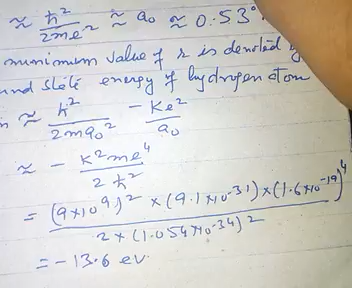 ≈ ħ²/2me² ≈ a₀ ≈ 0.53°
minimum value of r is denoted
und state energy of hydrogen atom
n ≈ ħ²/2ma₀² - Ke²/a₀
≈ - K²me⁴/2ħ²
= (9×10⁹)² × (9.1×10⁻³¹) × (1.6×10⁻¹⁹)⁴/2 × (1.054×10⁻³⁴)²
= -13.6 ev